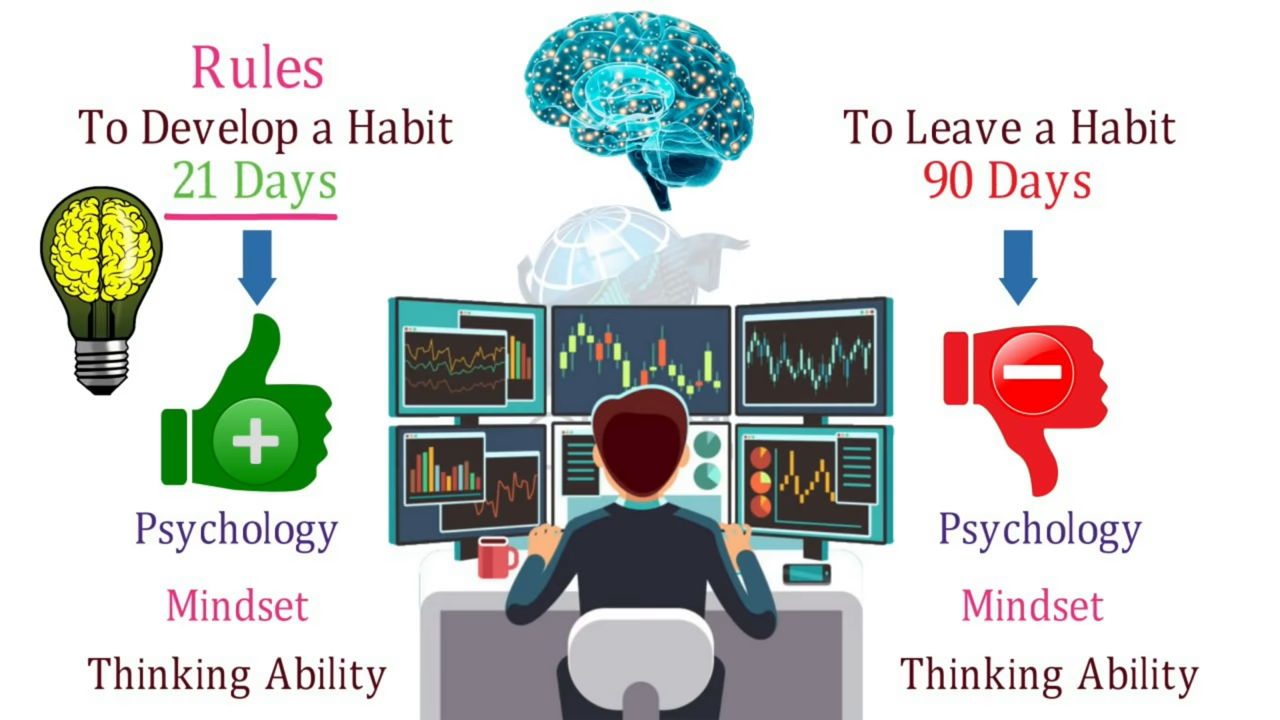 Rules
To Develop a Habit
21 Days
Psychology
Mindset
Thinking Ability
To Leave a Habit
90 Days
Psychology
Mindset
Thinking Ability